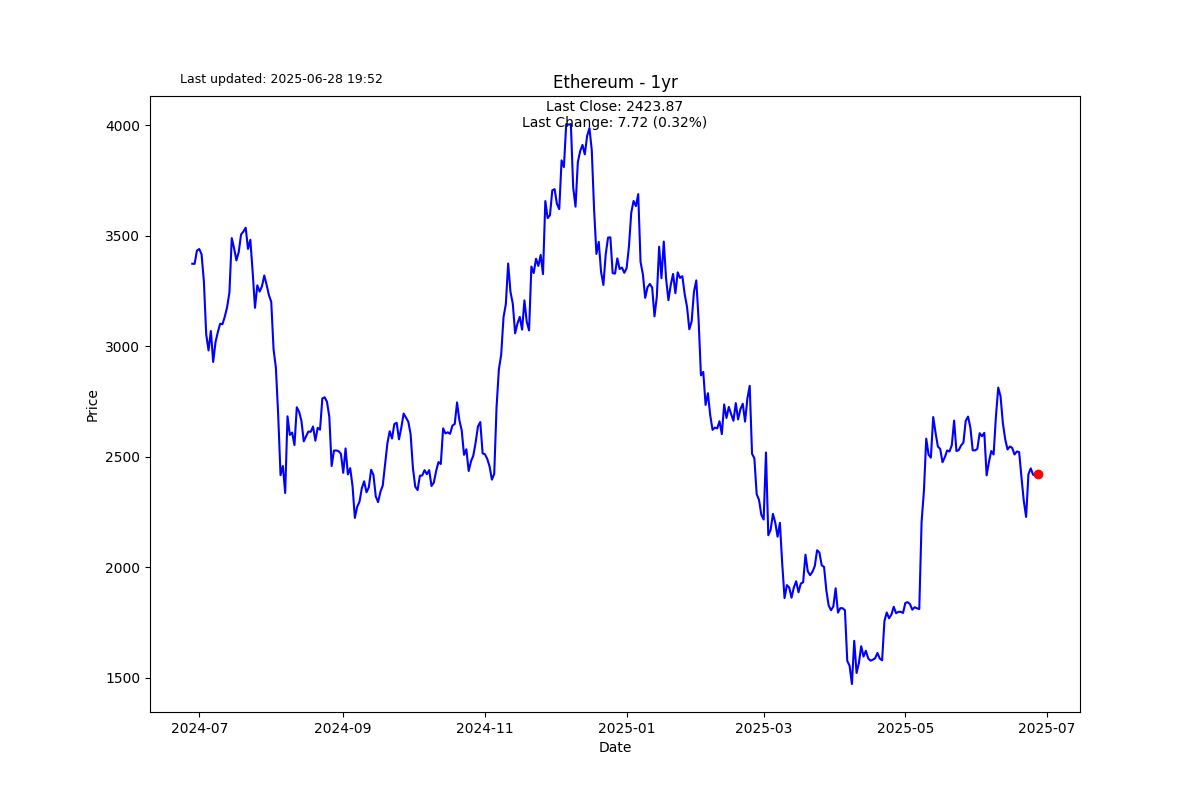 Last updated: 2025-06-28 19:52
Ethereum - 1yr
Last Close: 2423.87
Last Change: 7.72 (0.32%)
4000
3500
3000
2500
2000
1500
Price
2024-07 2024-09 2024-11 2025-01 2025-03 2025-05 2025-07
Date